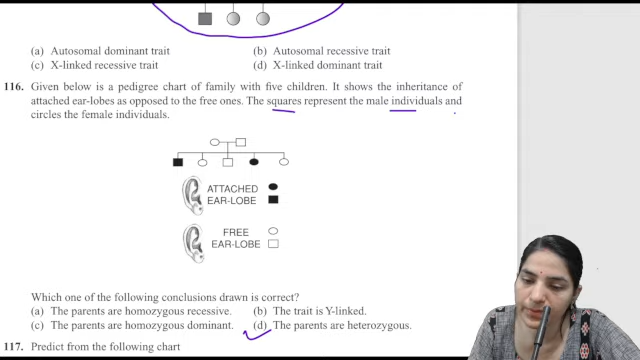 (a) Autosomal dominant trait (b) Autosomal recessive trait
(c) X-linked recessive trait (d) X-linked dominant trait
116. Given below is a pedigree chart of family with five children. It shows the inheritance of
attached ear-lobes as opposed to the free ones. The squares represent the male individuals and
circles the female individuals.
ATTACHED
EAR-LOBE
FREE
EAR-LOBE
Which one of the following conclusions drawn is correct?
(a) The parents are homozygous recessive. (b) The trait is Y-linked.
(c) The parents are homozygous dominant. (d) The parents are heterozygous.
117. Predict from the following chart